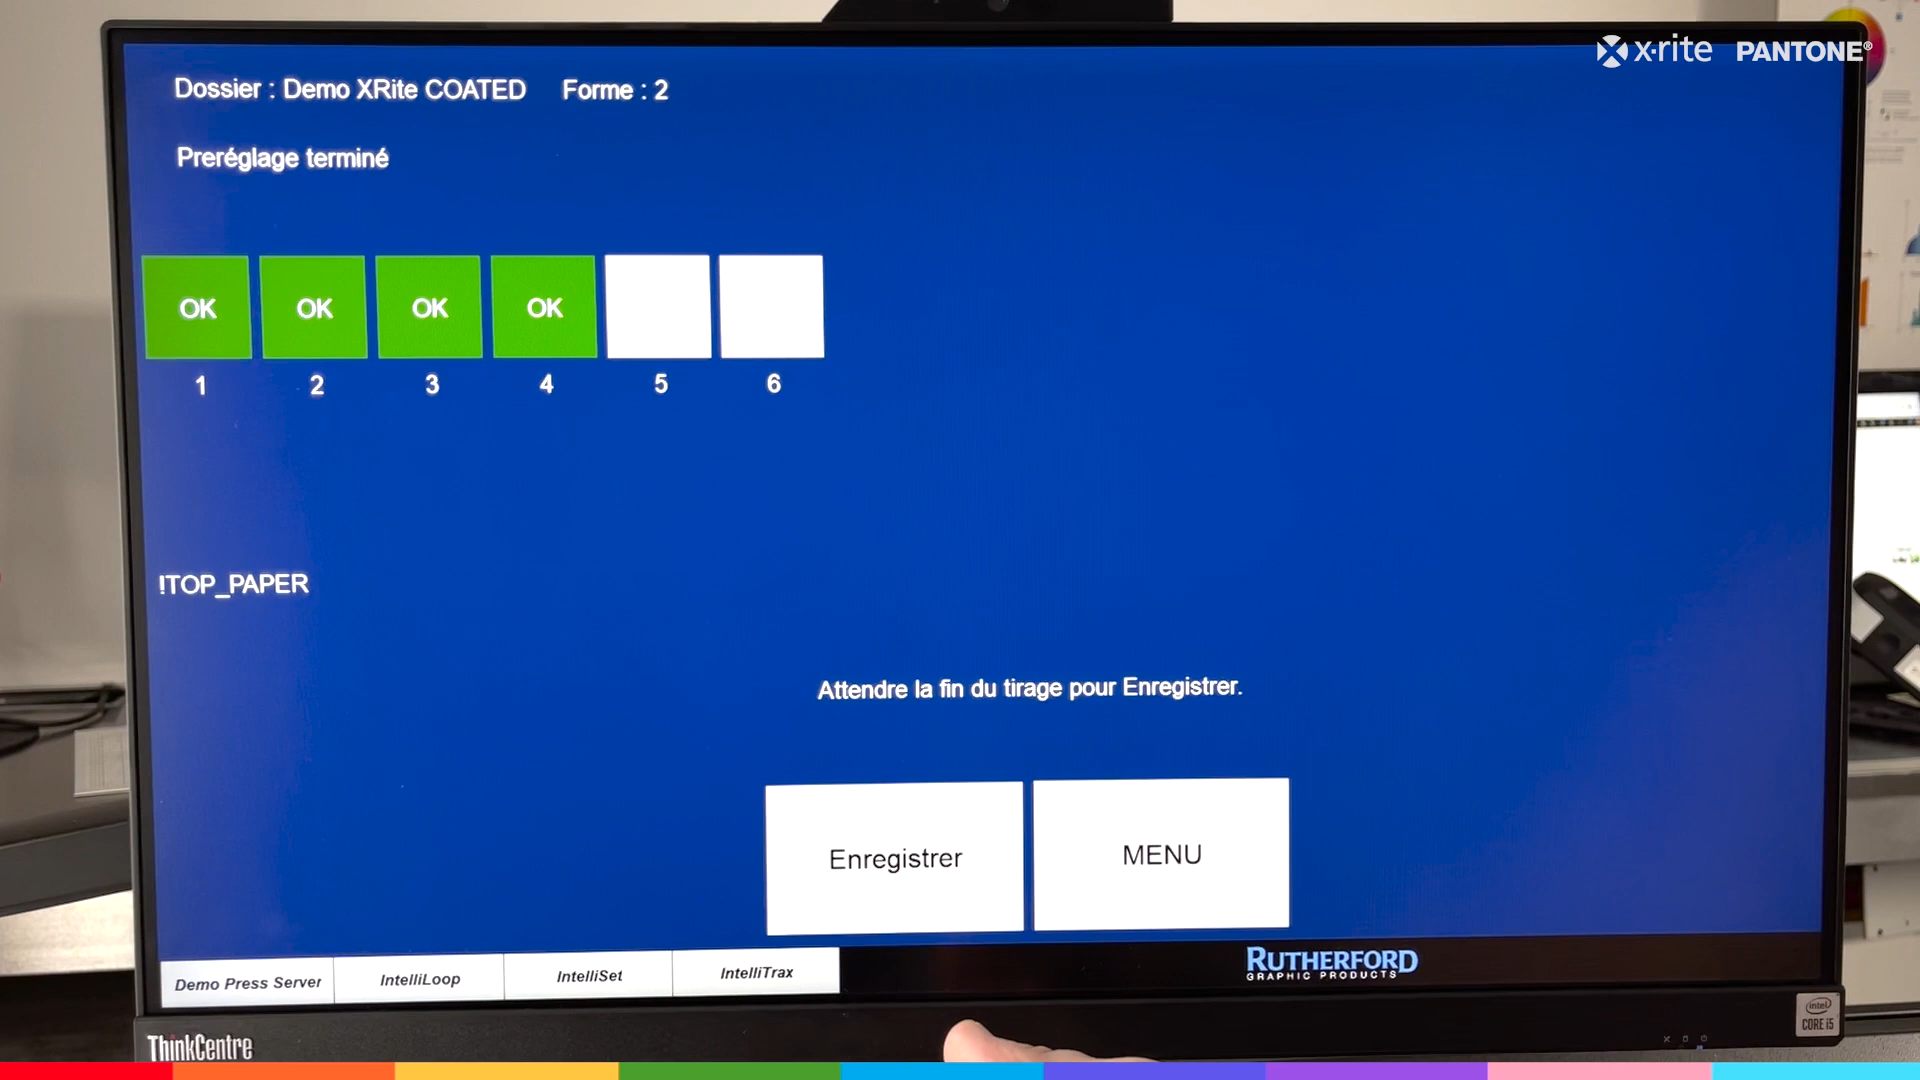 x·rite PANTONE®
Dossier : Demo XRite COATED Forme : 2
Preréglage terminé
OK OK OK OK
1 2 3 4 5 6
!TOP_PAPER
Attendre la fin du tirage pour Enregistrer.
Enregistrer MENU
Demo Press Server IntelliLoop IntelliSet IntelliTrax
RUTHERFORD
GRAPHIC PRODUCTS
intel
CORE i5
ThinkCentre